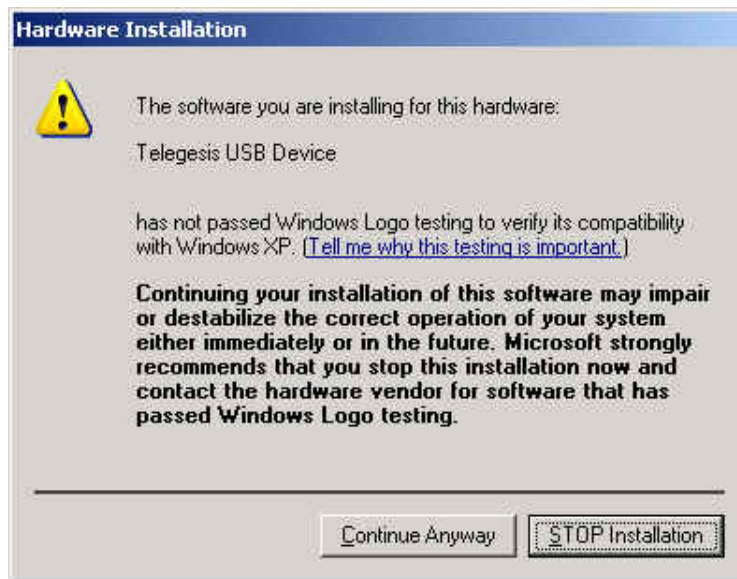 Hardware Installation
The software you are installing for this hardware:
Telegesis USB Device
has not passed Windows Logo testing to verify its compatibility
with Windows XP. (Tell me why this testing is important.)
Continuing your installation of this software may impair
or destabilize the correct operation of your system
either immediately or in the future. Microsoft strongly
recommends that you stop this installation now and
contact the hardware vendor for software that has
passed Windows Logo testing.
Continue Anyway STOP Installation